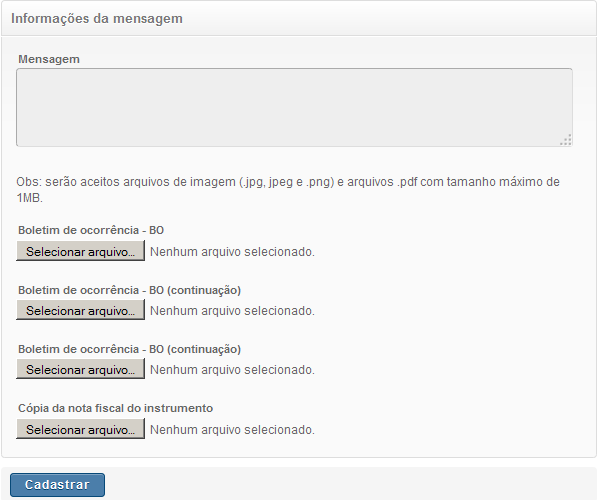 Informações da mensagem
Mensagem
Obs: serão aceitos arquivos de imagem (.jpg, jpeg e .png) e arquivos .pdf com tamanho máximo de
1MB.
Boletim de ocorrência - BO
Selecionar arquivo... Nenhum arquivo selecionado.
Boletim de ocorrência - BO (continuação)
Selecionar arquivo... Nenhum arquivo selecionado.
Boletim de ocorrência - BO (continuação)
Selecionar arquivo... Nenhum arquivo selecionado.
Cópia da nota fiscal do instrumento
Selecionar arquivo... Nenhum arquivo selecionado.
Cadastrar